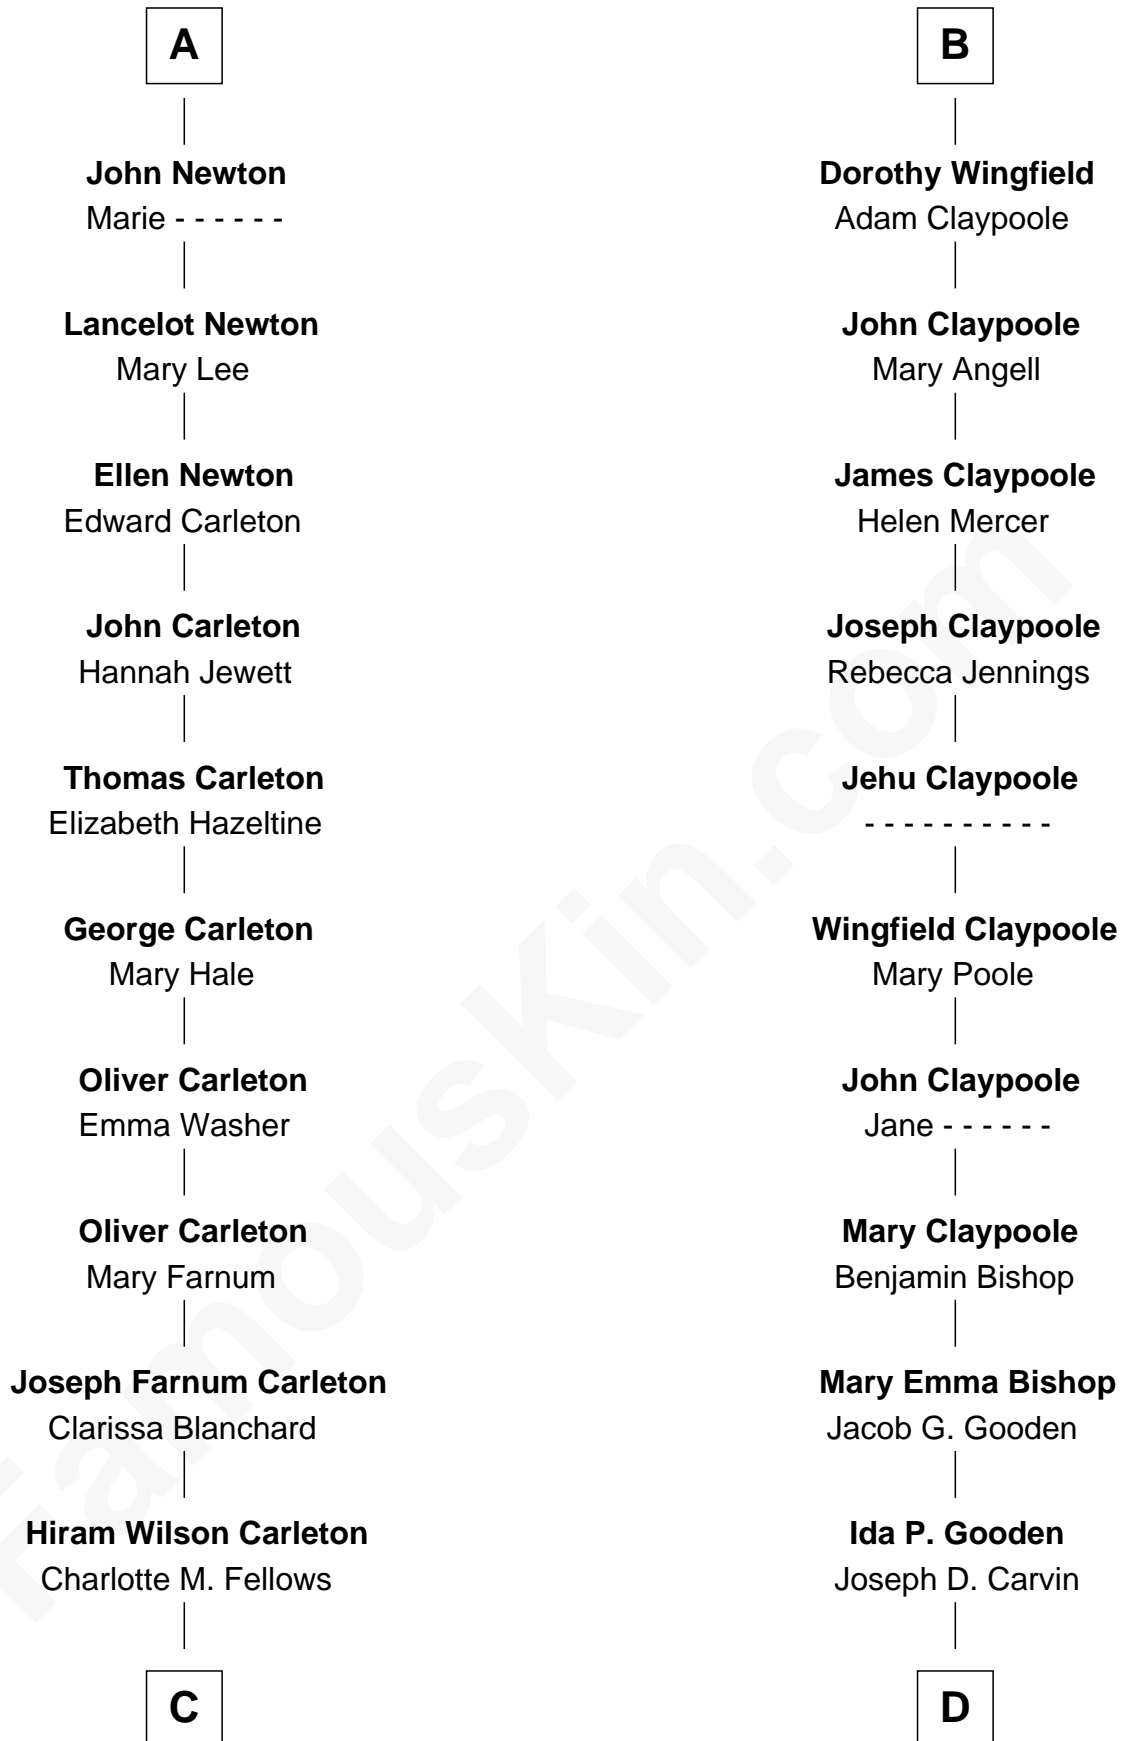 A
John Newton
Marie - - - - - -
Lancelot Newton
Mary Lee
Ellen Newton
Edward Carleton
John Carleton
Hannah Jewett
Thomas Carleton
Elizabeth Hazeltine
George Carleton
Mary Hale
Oliver Carleton
Emma Washer
Oliver Carleton
Mary Farnum
Joseph Farnum Carleton
Clarissa Blanchard
Hiram Wilson Carleton
Charlotte M. Fellows
C
B
Dorothy Wingfield
Adam Claypoole
John Claypoole
Mary Angell
James Claypoole
Helen Mercer
Joseph Claypoole
Rebecca Jennings
Jehu Claypoole
- - - - - - - - - -
Wingfield Claypoole
Mary Poole
John Claypoole
Jane - - - - - -
Mary Claypoole
Benjamin Bishop
Mary Emma Bishop
Jacob G. Gooden
Ida P. Gooden
Joseph D. Carvin
D
FamousKin.com